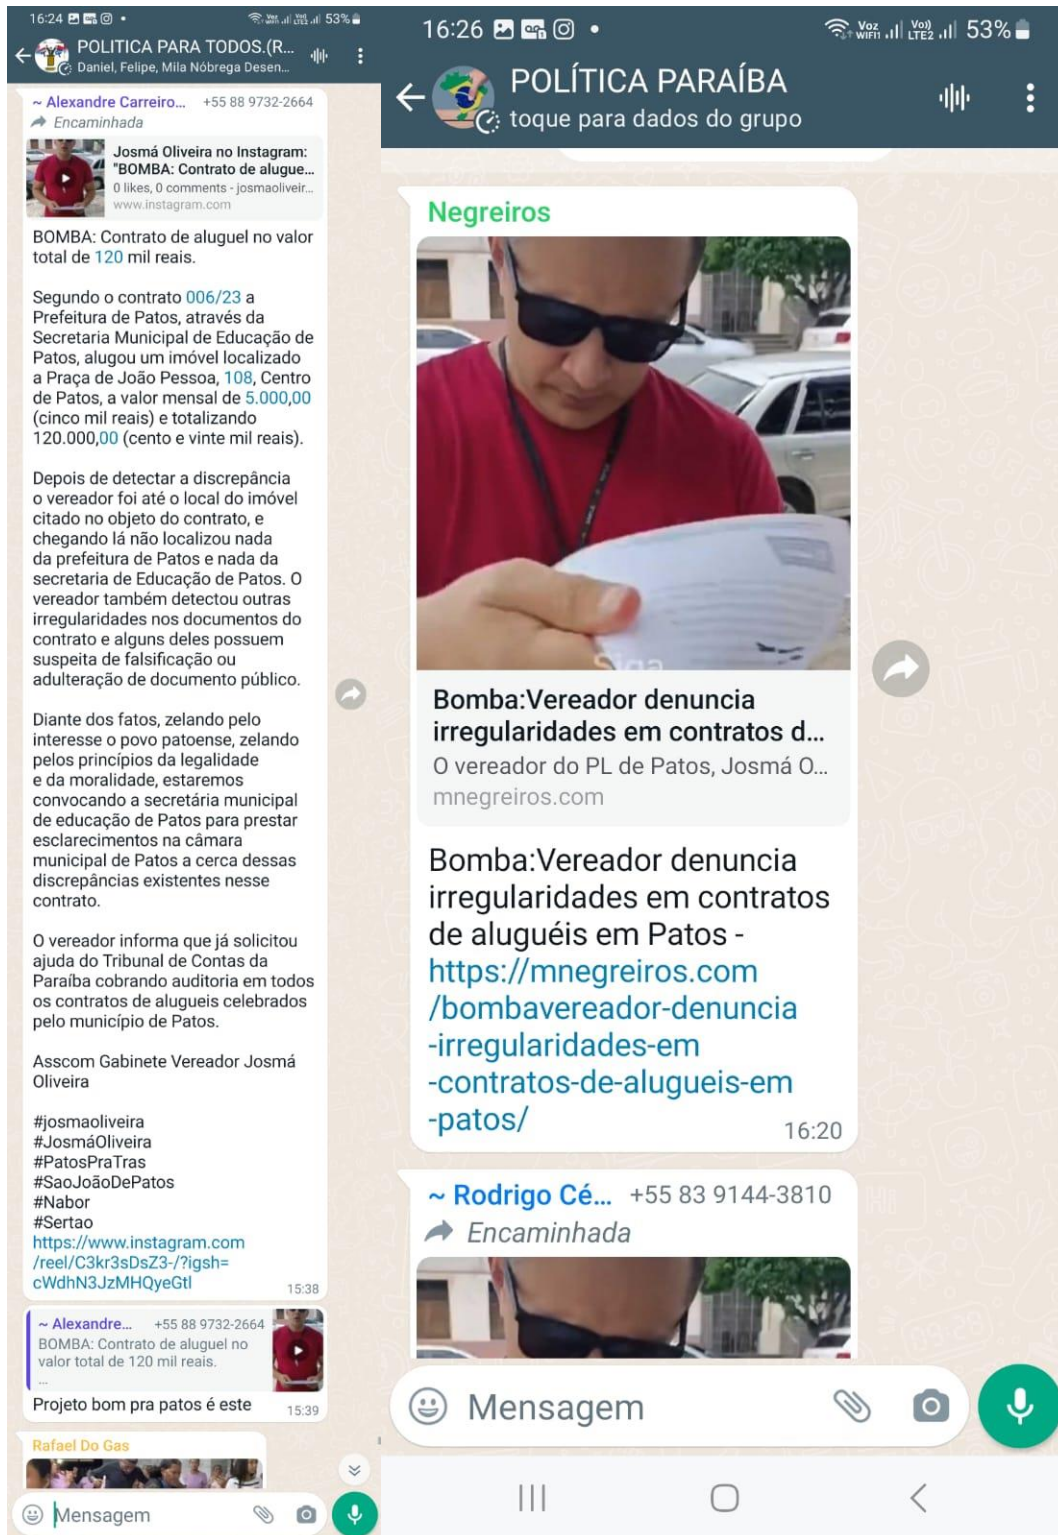 16:24
53%
POLITICA PARA TODOS.(R...
Daniel, Felipe, Mila Nóbrega Desen...
~ Alexandre Carreiro... +55 88 9732-2664
Encaminhada
Josmá Oliveira no Instagram:
"BOMBA: Contrato de alugue...
0 likes, 0 comments - josmaoliveir...
www.instagram.com
BOMBA: Contrato de aluguel no valor
total de 120 mil reais.
Segundo o contrato 006/23 a
Prefeitura de Patos, através da
Secretaria Municipal de Educação de
Patos, alugou um imóvel localizado
a Praça de João Pessoa, 108, Centro
de Patos, a valor mensal de 5.000,00
(cinco mil reais) e totalizando
120.000,00 (cento e vinte mil reais).
Depois de detectar a discrepância
o vereador foi até o local do imóvel
citado no objeto do contrato, e
chegando lá não localizou nada
da prefeitura de Patos e nada da
secretaria de Educação de Patos. O
vereador também detectou outras
irregularidades nos documentos do
contrato e alguns deles possuem
suspeita de falsificação ou
adulteração de documento público.
Diante dos fatos, zelando pelo
interesse o povo patoense, zelando
pelos princípios da legalidade
e da moralidade, estaremos
convocando a secretária municipal
de educação de Patos para prestar
esclarecimentos na câmara
municipal de Patos a cerca dessas
discrepâncias existentes nesse
contrato.
O vereador informa que já solicitou
ajuda do Tribunal de Contas da
Paraíba cobrando auditoria em todos
os contratos de alugueis celebrados
pelo município de Patos.
Asscom Gabinete Vereador Josmá
Oliveira
#josmaoliveira
#JosmáOliveira
#PatosPraTras
#SaoJoãoDePatos
#Nabor
#Sertao
https://www.instagram.com
/reel/C3kr3sDsZ3-/?igsh=
cWdhN3JzMHQyeGtl
15:38
~ Alexandre... +55 88 9732-2664
BOMBA: Contrato de aluguel no
valor total de 120 mil reais.
...
Projeto bom pra patos é este
15:39
Rafael Do Gas
Mensagem
16:26
Voz WIFI1 Vo)) LTE2 53%
POLÍTICA PARAÍBA
toque para dados do grupo
Negreiros
Siga
Bomba:Vereador denuncia
irregularidades em contratos d...
O vereador do PL de Patos, Josmá O...
mnegreiros.com
Bomba:Vereador denuncia
irregularidades em contratos
de aluguéis em Patos -
https://mnegreiros.com
/bombavereador-denuncia
-irregularidades-em
-contratos-de-alugueis-em
-patos/
16:20
~ Rodrigo Cé... +55 83 9144-3810
Encaminhada
Mensagem